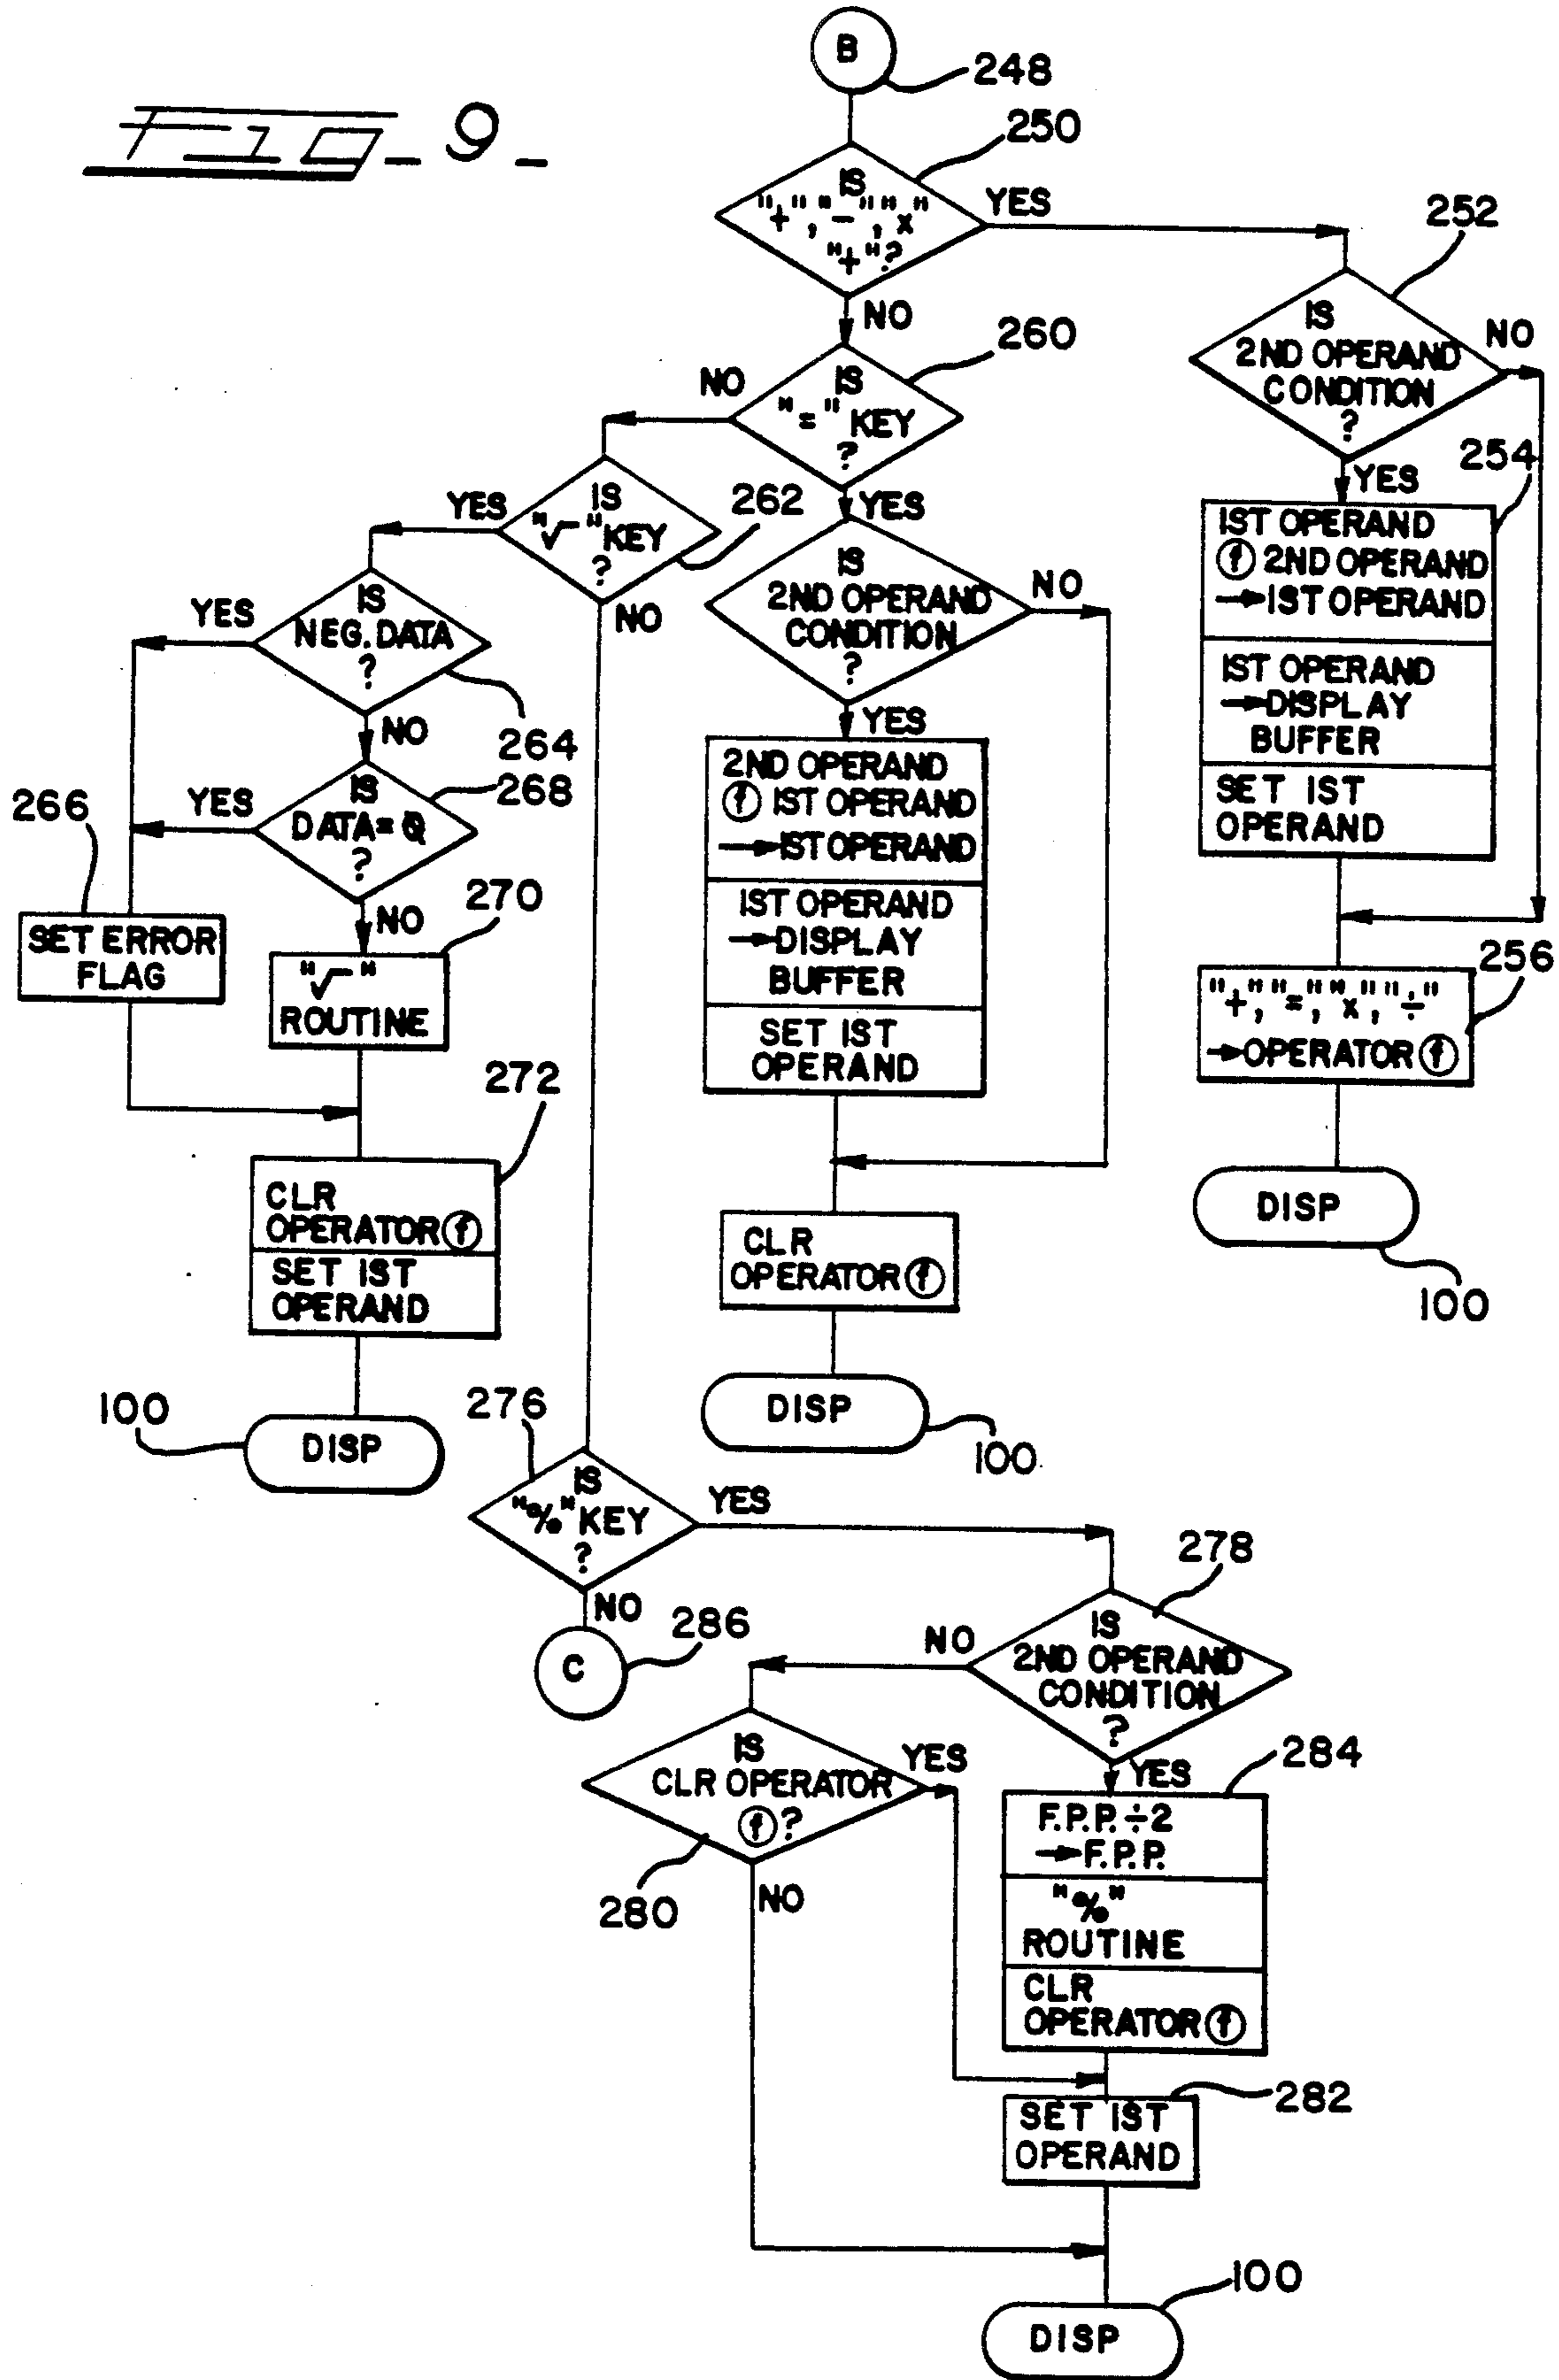 B
248
FIG_9_
250
IS
"+", "-", "x"
"+"?
YES
NO
252
IS
2ND OPERAND
CONDITION
?
NO
YES
254
1ST OPERAND
ⓕ 2ND OPERAND
→1ST OPERAND
1ST OPERAND
→DISPLAY
BUFFER
SET 1ST
OPERAND
256
"+", "=", "x", "÷"
→OPERATOR ⓕ
DISP
100
260
IS
"=" KEY
?
NO
YES
IS
2ND OPERAND
CONDITION
?
NO
YES
2ND OPERAND
ⓕ 1ST OPERAND
→1ST OPERAND
1ST OPERAND
→DISPLAY
BUFFER
SET 1ST
OPERAND
CLR
OPERATOR ⓕ
DISP
100
262
IS
"√‾" KEY
?
YES
NO
IS
NEG. DATA
?
264
YES
NO
268
IS
DATA=0
?
YES
NO
266
SET ERROR
FLAG
270
"√‾"
ROUTINE
272
CLR
OPERATOR ⓕ
SET 1ST
OPERAND
100
DISP
276
IS
"%" KEY
?
YES
NO
C
286
278
IS
2ND OPERAND
CONDITION
?
NO
YES
IS
CLR OPERATOR
ⓕ?
280
YES
NO
284
F.P.P. ÷2
→F.P.P.
"%"
ROUTINE
CLR
OPERATOR ⓕ
282
SET 1ST
OPERAND
100
DISP